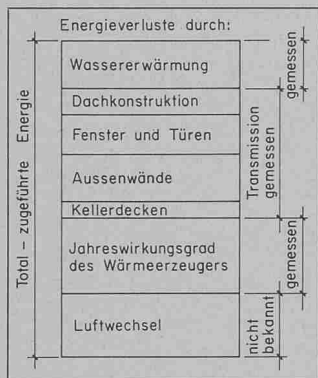 Energieverluste durch:
Wassererwärmung
Dachkonstruktion
Fenster und Türen
Aussenwände
Kellerdecken
Jahreswirkungsgrad
des Wärmeerzeugers
Luftwechsel
Total – zugeführte Energie
gemessen
Transmission
gemessen
gemessen
nicht
bekannt